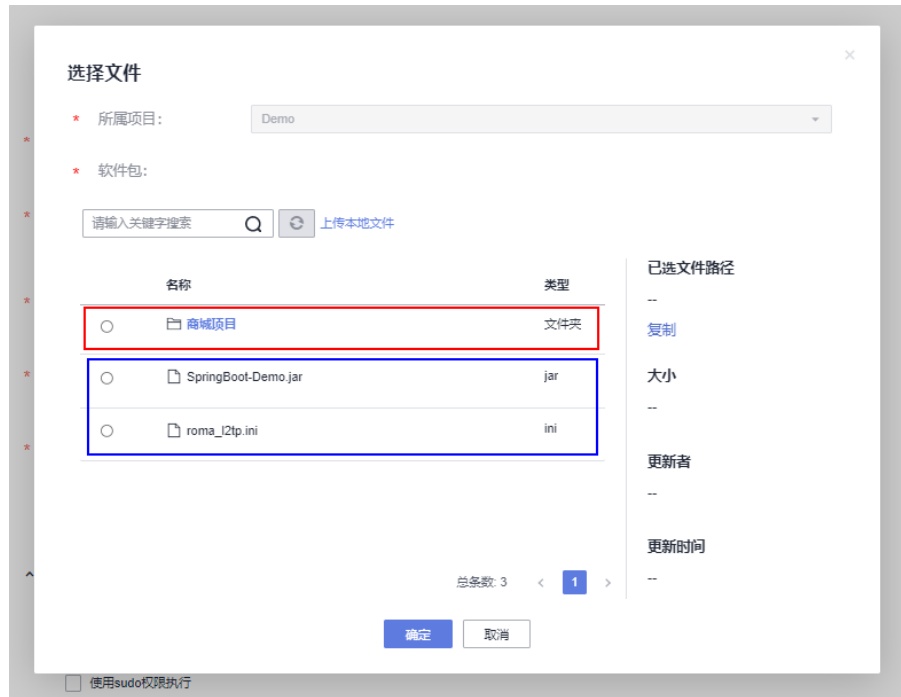 选择文件
* 所属项目: Demo
* 软件包:
请输入关键字搜索 上传本地文件
名称 类型
商城项目 文件夹
SpringBoot-Demo.jar jar
roma_l2tp.ini ini
已选文件路径
--
复制
大小
--
更新者
--
更新时间
--
总条数: 3 < 1 >
确定 取消
使用sudo权限执行